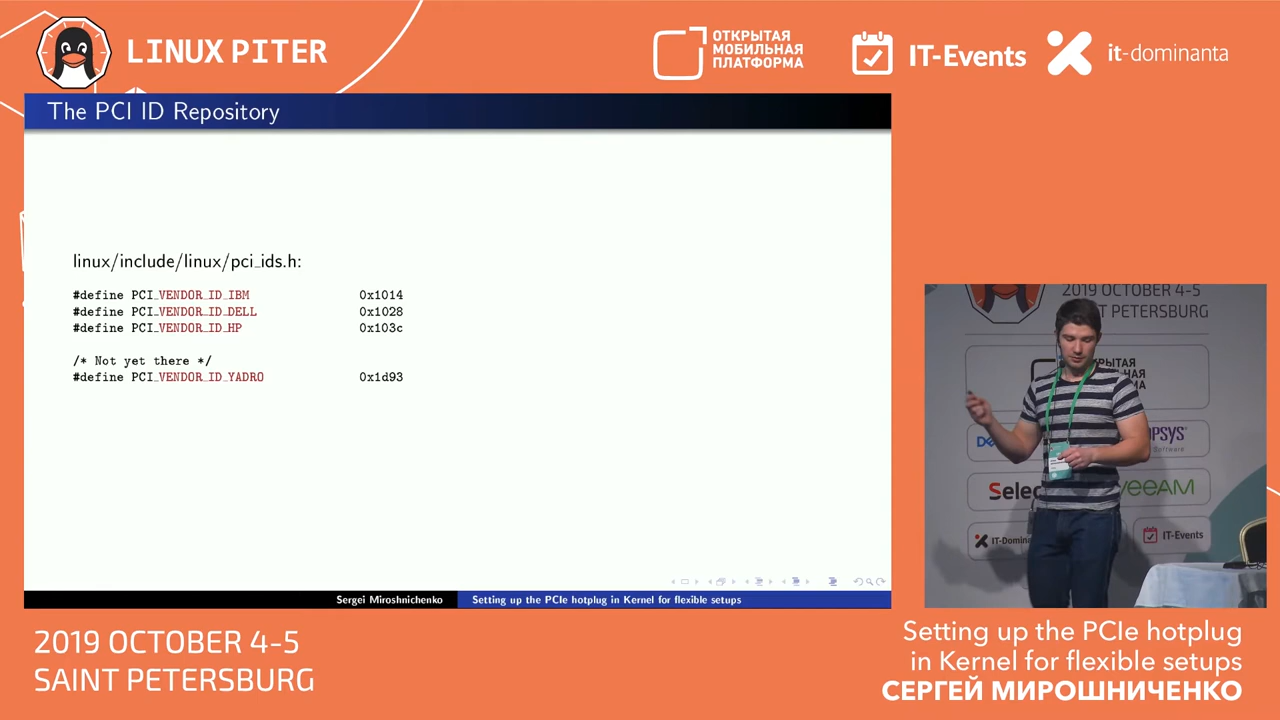 LINUX PITER
ОТКРЫТАЯ
МОБИЛЬНАЯ
ПЛАТФОРМА
IT-Events
it-dominanta
The PCI ID Repository
linux/include/linux/pci_ids.h:
#define PCI_VENDOR_ID_IBM 0x1014
#define PCI_VENDOR_ID_DELL 0x1028
#define PCI_VENDOR_ID_HP 0x103c
/* Not yet there */
#define PCI_VENDOR_ID_YADRO 0x1d93
Sergei Miroshnichenko
Setting up the PCIe hotplug in Kernel for flexible setups
2019 OCTOBER 4-5
SAINT PETERSBURG
IT-Events
2019 OCTOBER 4-5
SAINT PETERSBURG
Setting up the PCIe hotplug
in Kernel for flexible setups
СЕРГЕЙ МИРОШНИЧЕНКО